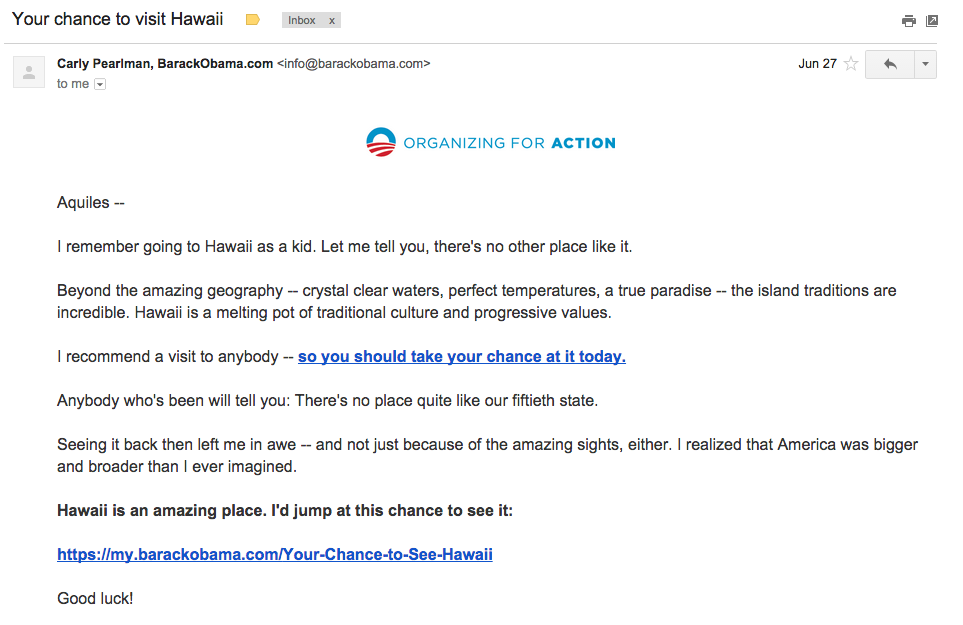 Your chance to visit Hawaii
Inbox x
Carly Pearlman, BarackObama.com <info@barackobama.com>
Jun 27
to me
ORGANIZING FOR ACTION
Aquiles --
I remember going to Hawaii as a kid. Let me tell you, there's no other place like it.
Beyond the amazing geography -- crystal clear waters, perfect temperatures, a true paradise -- the island traditions are
incredible. Hawaii is a melting pot of traditional culture and progressive values.
I recommend a visit to anybody -- so you should take your chance at it today.
Anybody who's been will tell you: There's no place quite like our fiftieth state.
Seeing it back then left me in awe -- and not just because of the amazing sights, either. I realized that America was bigger
and broader than I ever imagined.
Hawaii is an amazing place. I'd jump at this chance to see it:
https://my.barackobama.com/Your-Chance-to-See-Hawaii
Good luck!